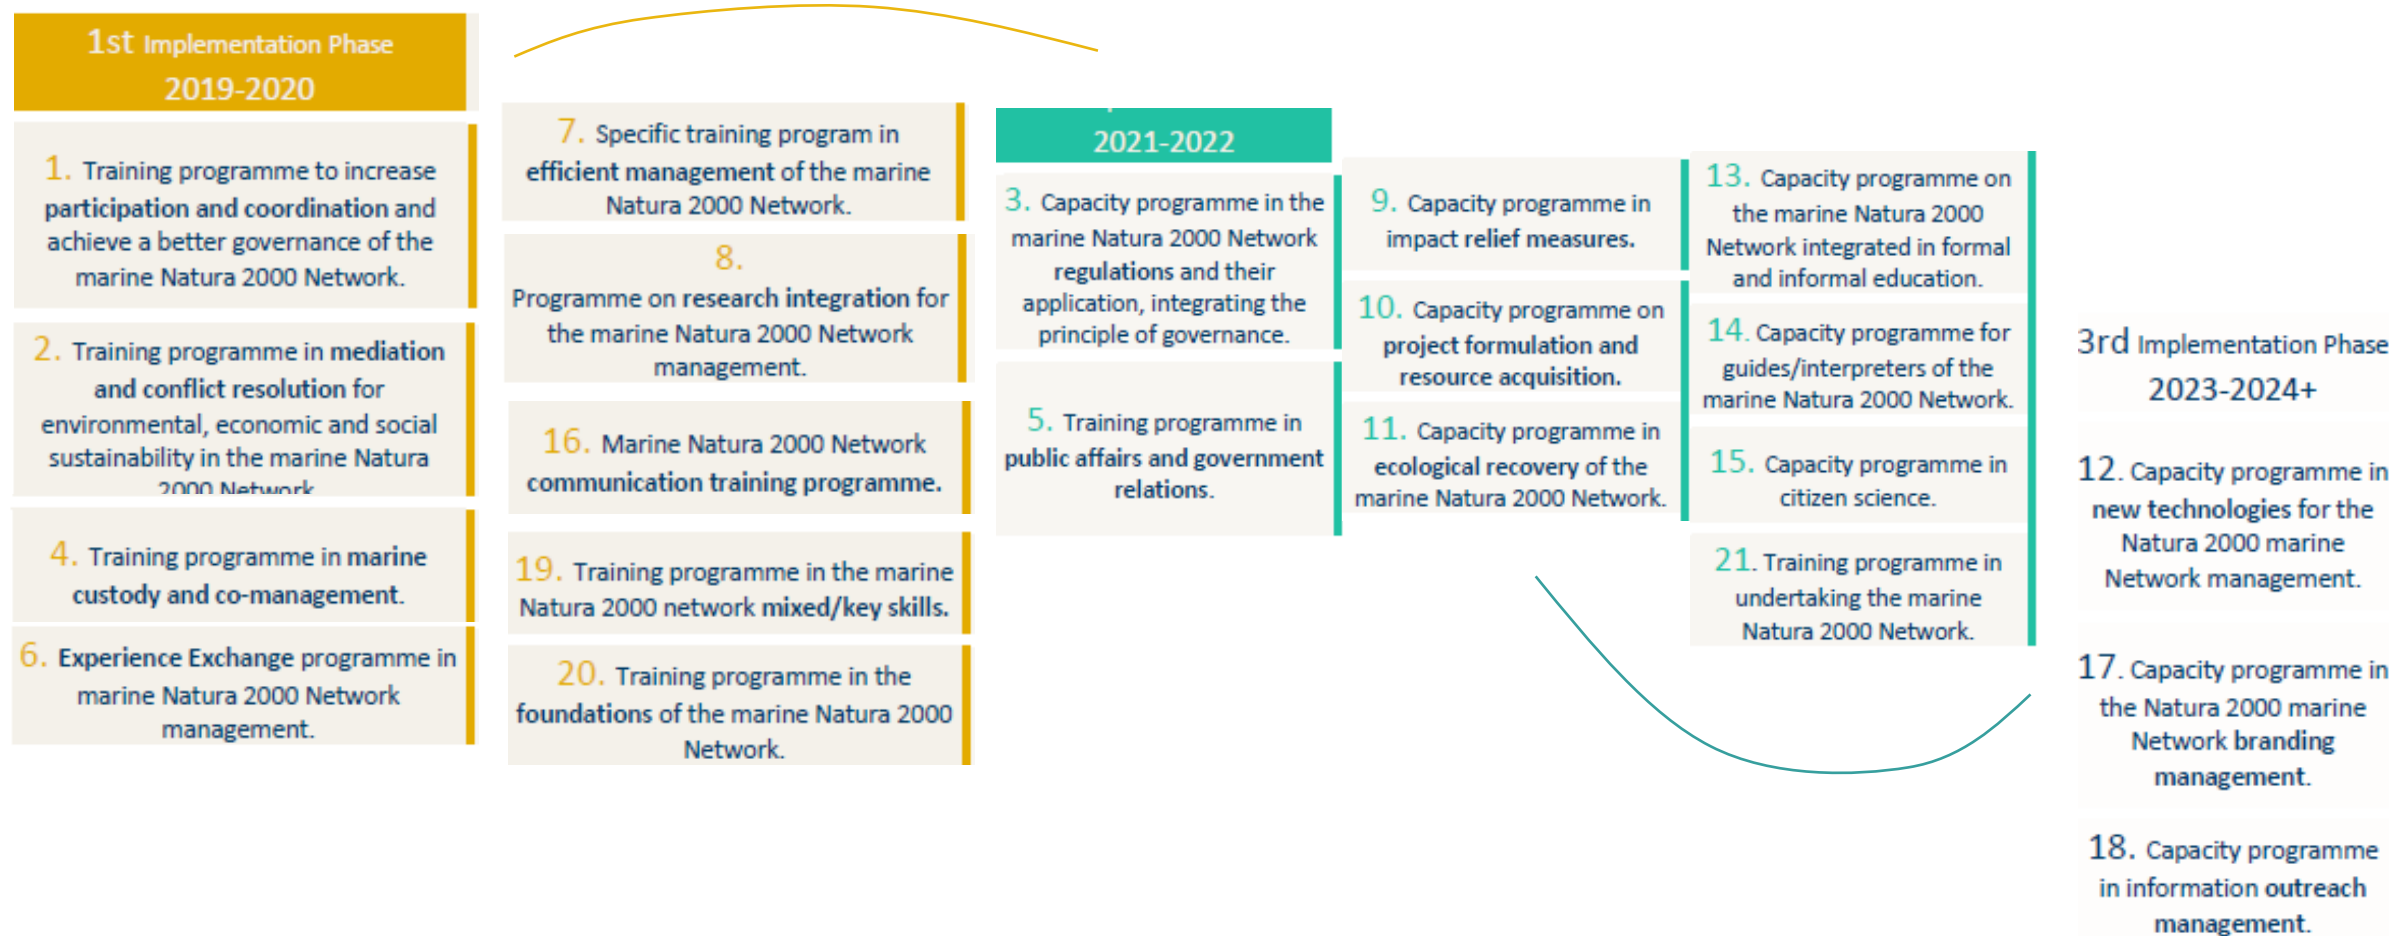 1st Implementation Phase
2019-2020
1. Training programme to increase
participation and coordination and
achieve a better governance of the
marine Natura 2000 Network.
2. Training programme in mediation
and conflict resolution for
environmental, economic and social
sustainability in the marine Natura
2000 Network
4. Training programme in marine
custody and co-management.
6. Experience Exchange programme in
marine Natura 2000 Network
management.
7. Specific training program in
efficient management of the marine
Natura 2000 Network.
8.
Programme on research integration for
the marine Natura 2000 Network
management.
16. Marine Natura 2000 Network
communication training programme.
19. Training programme in the marine
Natura 2000 network mixed/key skills.
20. Training programme in the
foundations of the marine Natura 2000
Network.
2021-2022
3. Capacity programme in the
marine Natura 2000 Network
regulations and their
application, integrating the
principle of governance.
5. Training programme in
public affairs and government
relations.
9. Capacity programme in
impact relief measures.
10. Capacity programme on
project formulation and
resource acquisition.
11. Capacity programme in
ecological recovery of the
marine Natura 2000 Network.
13. Capacity programme on
the marine Natura 2000
Network integrated in formal
and informal education.
14. Capacity programme for
guides/interpreters of the
marine Natura 2000 Network.
15. Capacity programme in
citizen science.
21. Training programme in
undertaking the marine
Natura 2000 Network.
3rd Implementation Phase
2023-2024+
12. Capacity programme in
new technologies for the
Natura 2000 marine
Network management.
17. Capacity programme in
the Natura 2000 marine
Network branding
management.
18. Capacity programme
in information outreach
management.